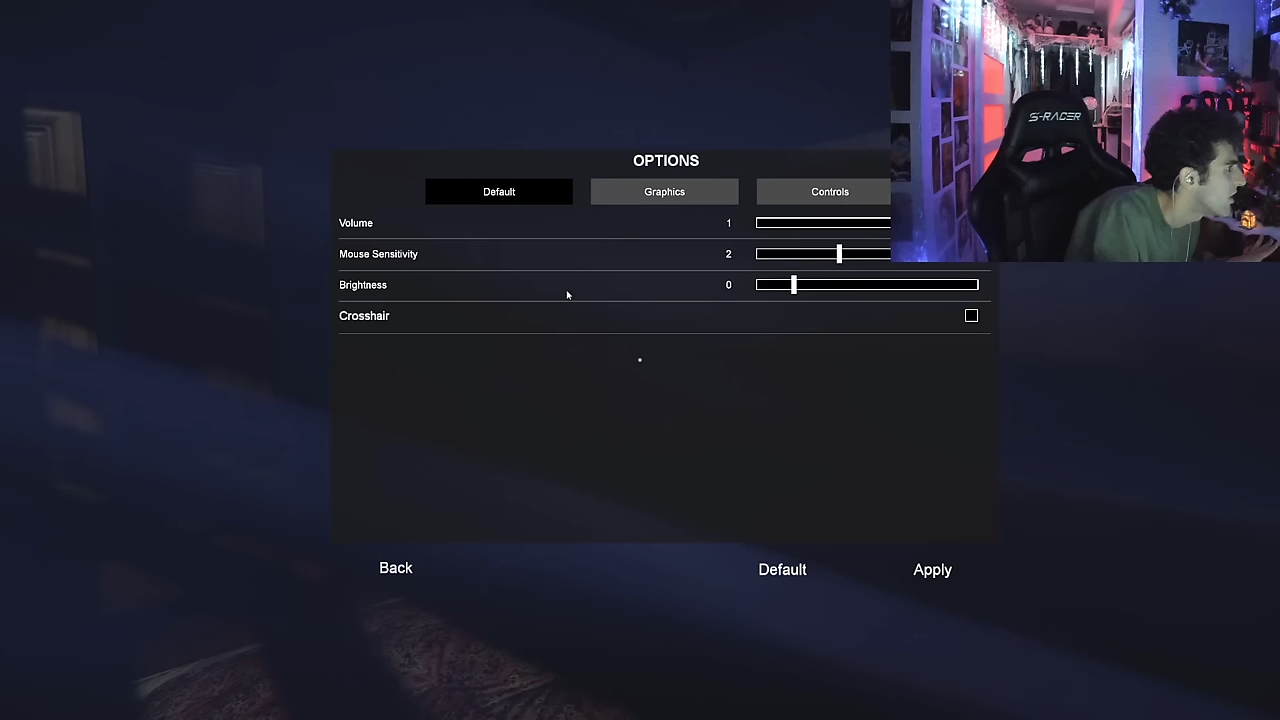 S-RACER
OPTIONS
Default Graphics Controls
Volume 1
Mouse Sensitivity 2
Brightness 0
Crosshair
Back Default Apply